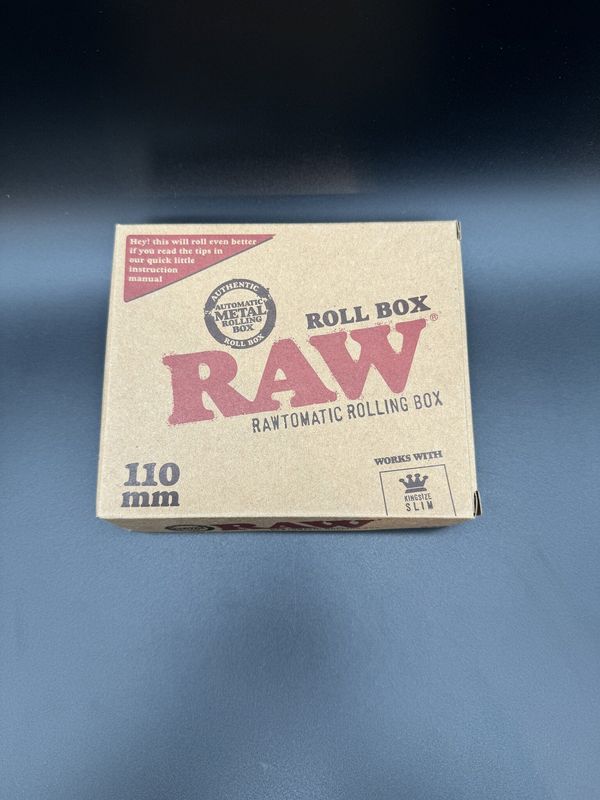 Hey! this will roll even better
if you read the tips in
our quick little
instruction
manual
AUTHENTIC
AUTOMATIC
METAL
ROLLING
BOX
ROLL BOX
ROLL BOX
RAW®
RAWTOMATIC ROLLING BOX
110
mm
WORKS WITH
KINGSIZE
SLIM
RAW